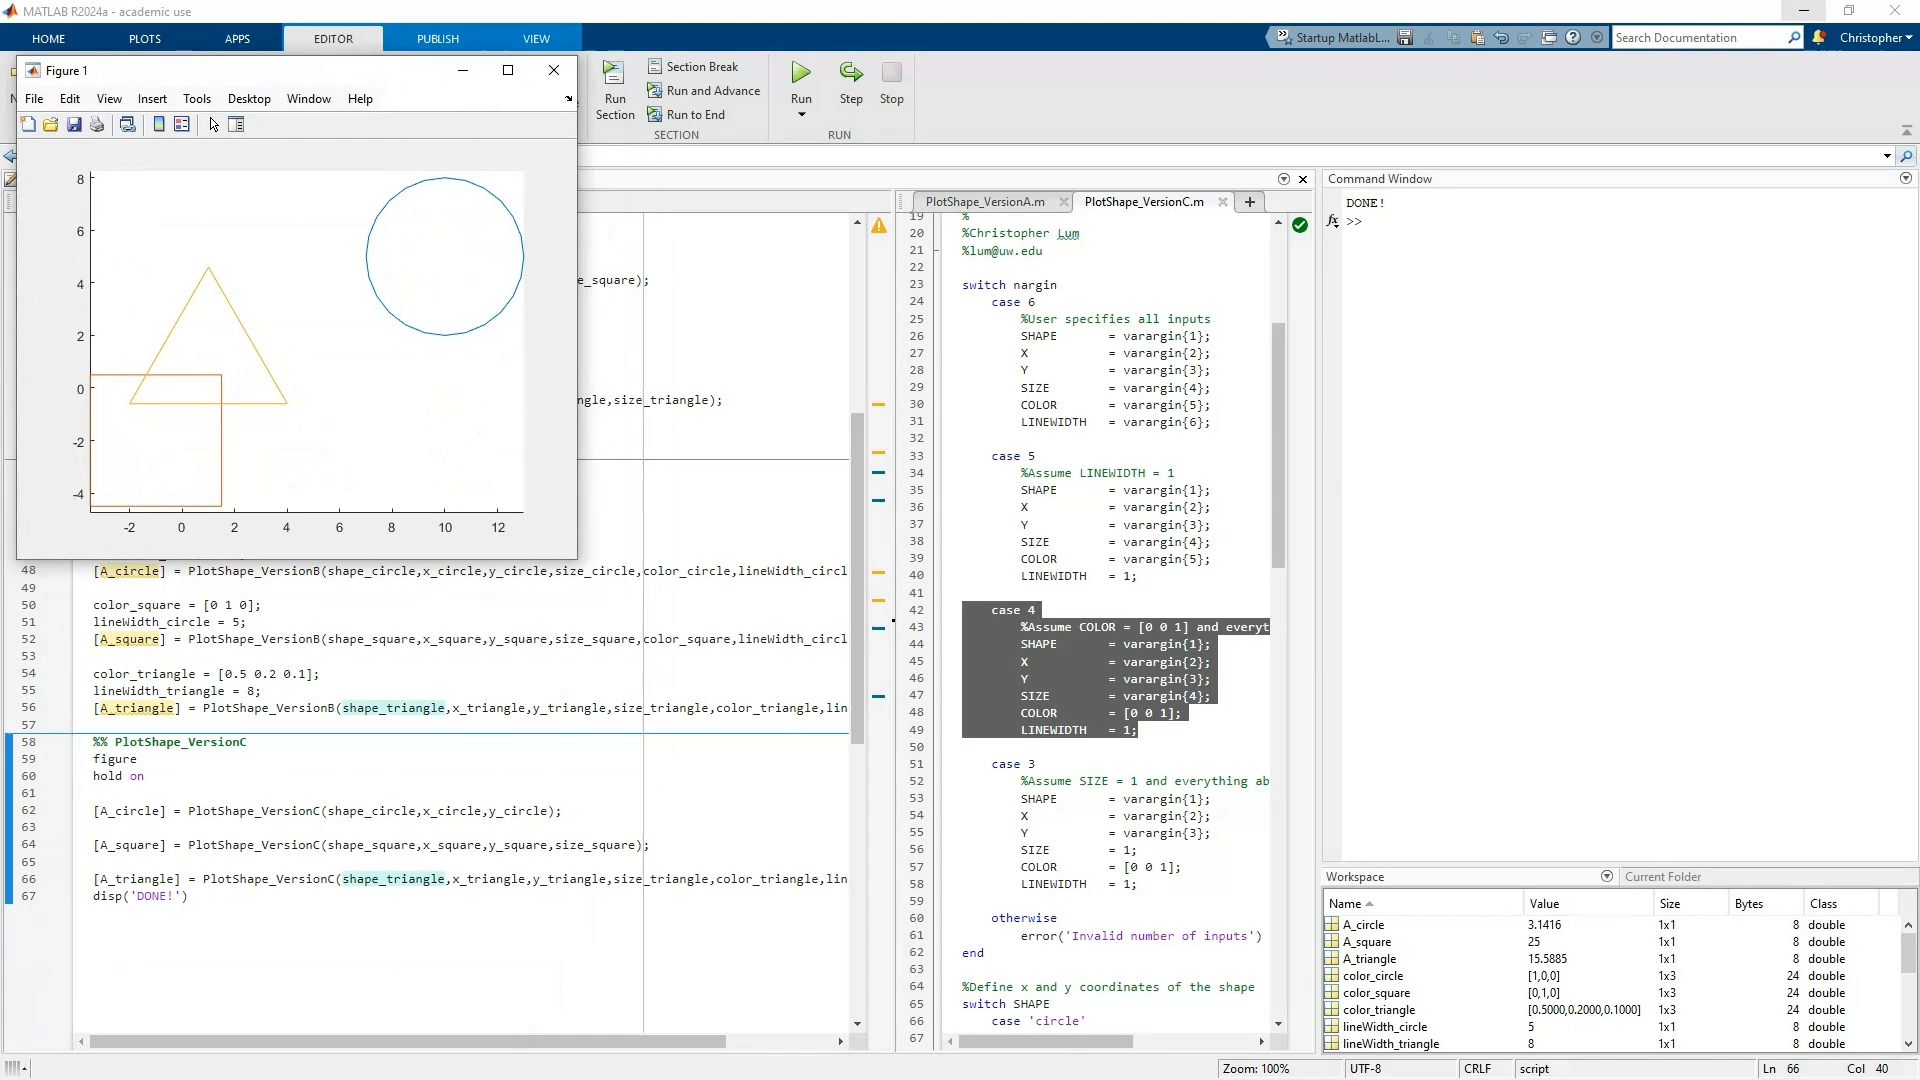 MATLAB R2024a - academic use
HOME PLOTS APPS EDITOR PUBLISH VIEW
Startup MatlabL...
Search Documentation
Christopher
Figure 1
File Edit View Insert Tools Desktop Window Help
Run Section
Section Break
Run and Advance
Run to End
SECTION
Run
Step
Stop
RUN
8
6
4
2
0
-2
-4
-2 0 2 4 6 8 10 12
e_square);
ngle,size_triangle);
48 [A_circle] = PlotShape_VersionB(shape_circle,x_circle,y_circle,size_circle,color_circle,lineWidth_circl
49
50 color_square = [0 1 0];
51 lineWidth_circle = 5;
52 [A_square] = PlotShape_VersionB(shape_square,x_square,y_square,size_square,color_square,lineWidth_circl
53
54 color_triangle = [0.5 0.2 0.1];
55 lineWidth_triangle = 8;
56 [A_triangle] = PlotShape_VersionB(shape_triangle,x_triangle,y_triangle,size_triangle,color_triangle,lin
57
58 %% PlotShape_VersionC
59 figure
60 hold on
61
62 [A_circle] = PlotShape_VersionC(shape_circle,x_circle,y_circle);
63
64 [A_square] = PlotShape_VersionC(shape_square,x_square,y_square,size_square);
65
66 [A_triangle] = PlotShape_VersionC(shape_triangle,x_triangle,y_triangle,size_triangle,color_triangle,lin
67 disp('DONE!')
PlotShape_VersionA.m PlotShape_VersionC.m
19 %
20 %Christopher Lum
21 %lum@uw.edu
22
23 switch nargin
24 case 6
25 %User specifies all inputs
26 SHAPE = varargin{1};
27 X = varargin{2};
28 Y = varargin{3};
29 SIZE = varargin{4};
30 COLOR = varargin{5};
31 LINEWIDTH = varargin{6};
32
33 case 5
34 %Assume LINEWIDTH = 1
35 SHAPE = varargin{1};
36 X = varargin{2};
37 Y = varargin{3};
38 SIZE = varargin{4};
39 COLOR = varargin{5};
40 LINEWIDTH = 1;
41
42 case 4
43 %Assume COLOR = [0 0 1] and everyt
44 SHAPE = varargin{1};
45 X = varargin{2};
46 Y = varargin{3};
47 SIZE = varargin{4};
48 COLOR = [0 0 1];
49 LINEWIDTH = 1;
50
51 case 3
52 %Assume SIZE = 1 and everything ab
53 SHAPE = varargin{1};
54 X = varargin{2};
55 Y = varargin{3};
56 SIZE = 1;
57 COLOR = [0 0 1];
58 LINEWIDTH = 1;
59
60 otherwise
61 error('Invalid number of inputs')
62 end
63
64 %Define x and y coordinates of the shape
65 switch SHAPE
66 case 'circle'
67
Command Window
DONE!
fx >>
Workspace Current Folder
Name Value Size Bytes Class
A_circle 3.1416 1x1 8 double
A_square 25 1x1 8 double
A_triangle 15.5885 1x1 8 double
color_circle [1,0,0] 1x3 24 double
color_square [0,1,0] 1x3 24 double
color_triangle [0.5000,0.2000,0.1000] 1x3 24 double
lineWidth_circle 5 1x1 8 double
lineWidth_triangle 8 1x1 8 double
Zoom: 100% UTF-8 CRLF script Ln 66 Col 40